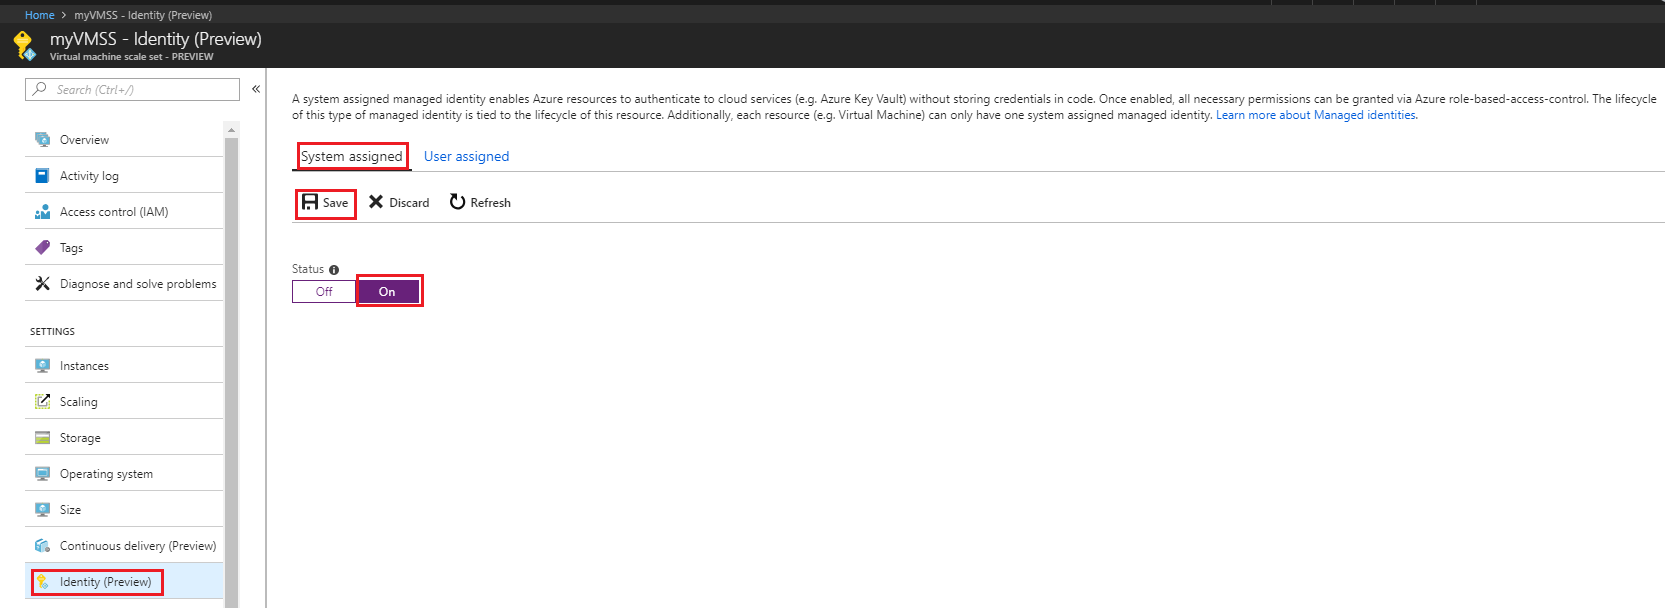 Home > myVMSS - Identity (Preview)
myVMSS - Identity (Preview)
Virtual machine scale set - PREVIEW
Search (Ctrl+/)
«
Overview
Activity log
Access control (IAM)
Tags
Diagnose and solve problems
SETTINGS
Instances
Scaling
Storage
Operating system
Size
Continuous delivery (Preview)
Identity (Preview)
A system assigned managed identity enables Azure resources to authenticate to cloud services (e.g. Azure Key Vault) without storing credentials in code. Once enabled, all necessary permissions can be granted via Azure role-based-access-control. The lifecycle
of this type of managed identity is tied to the lifecycle of this resource. Additionally, each resource (e.g. Virtual Machine) can only have one system assigned managed identity. Learn more about Managed identities.
System assigned User assigned
Save Discard Refresh
Status
Off On